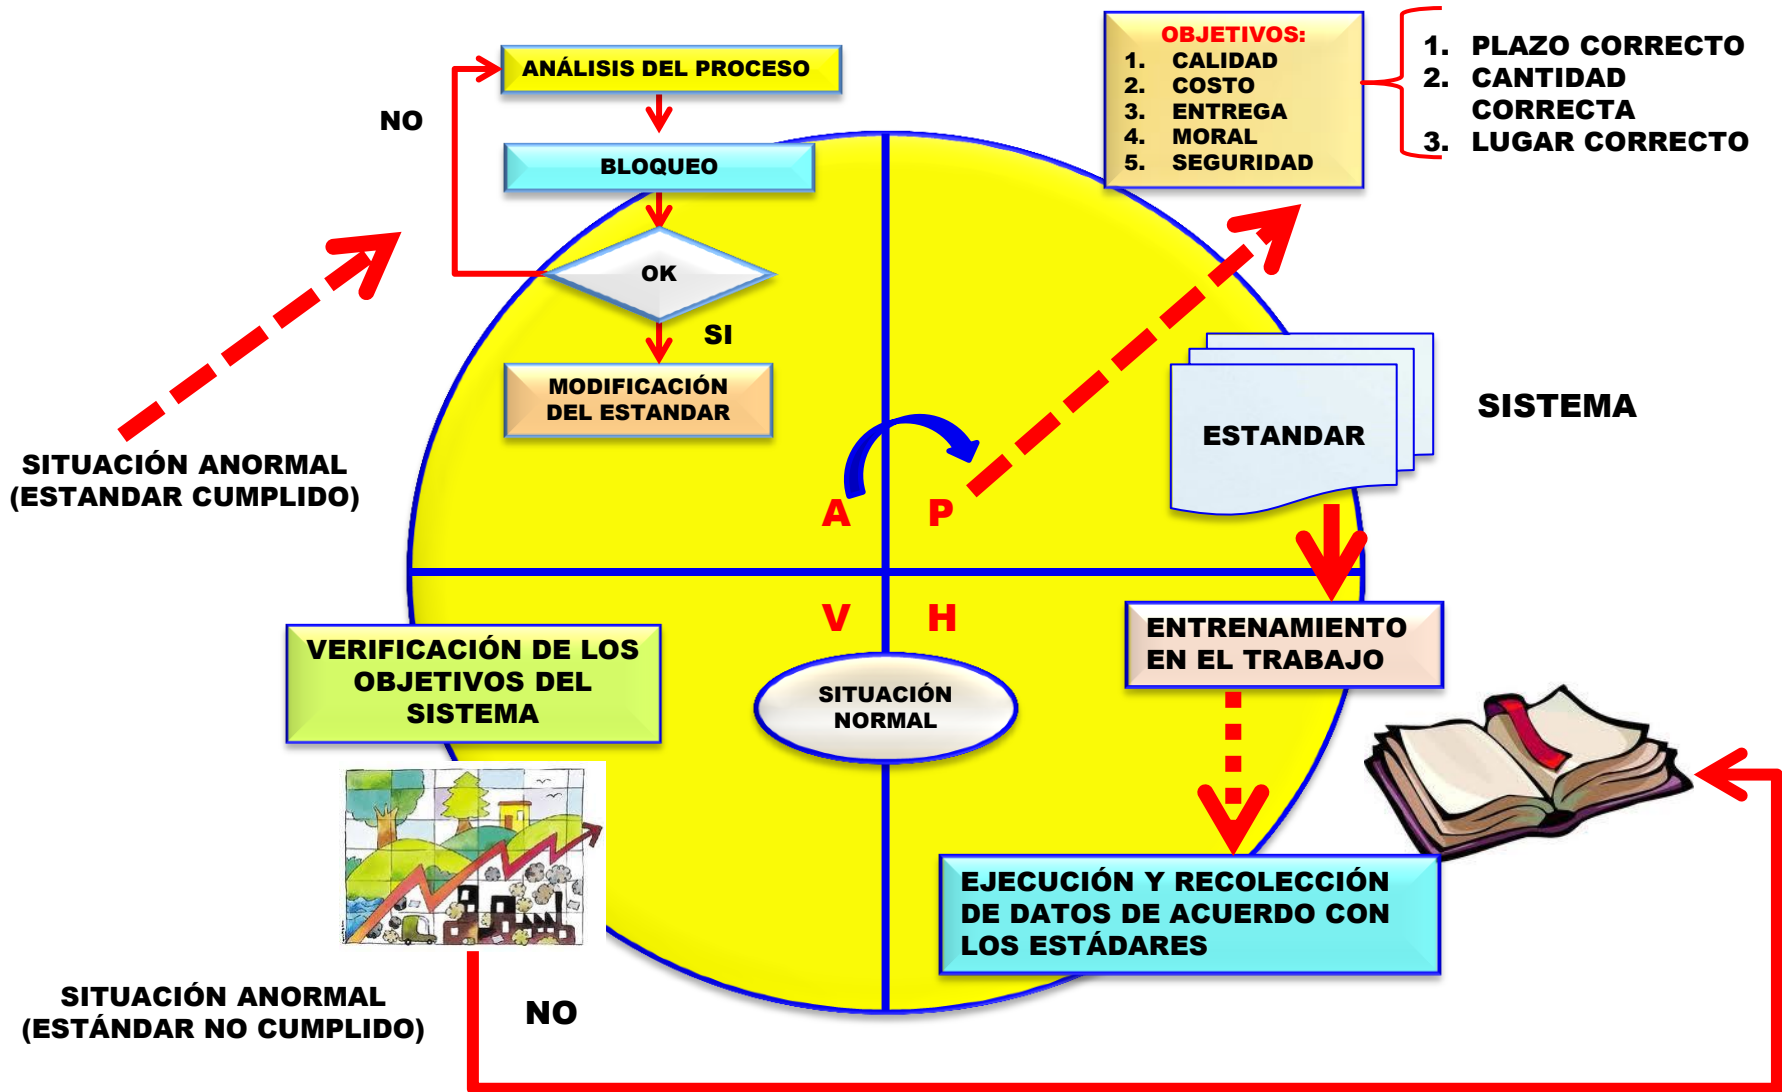 ANÁLISIS DEL PROCESO
NO
BLOQUEO
OK
SI
MODIFICACIÓN
DEL ESTANDAR
OBJETIVOS:
1. CALIDAD
2. COSTO
3. ENTREGA
4. MORAL
5. SEGURIDAD
1. PLAZO CORRECTO
2. CANTIDAD
CORRECTA
3. LUGAR CORRECTO
SITUACIÓN ANORMAL
(ESTANDAR CUMPLIDO)
ESTANDAR
SISTEMA
A
P
V
H
VERIFICACIÓN DE LOS
OBJETIVOS DEL
SISTEMA
SITUACIÓN
NORMAL
ENTRENAMIENTO
EN EL TRABAJO
EJECUCIÓN Y RECOLECCIÓN
DE DATOS DE ACUERDO CON
LOS ESTÁDARES
SITUACIÓN ANORMAL
(ESTÁNDAR NO CUMPLIDO)
NO